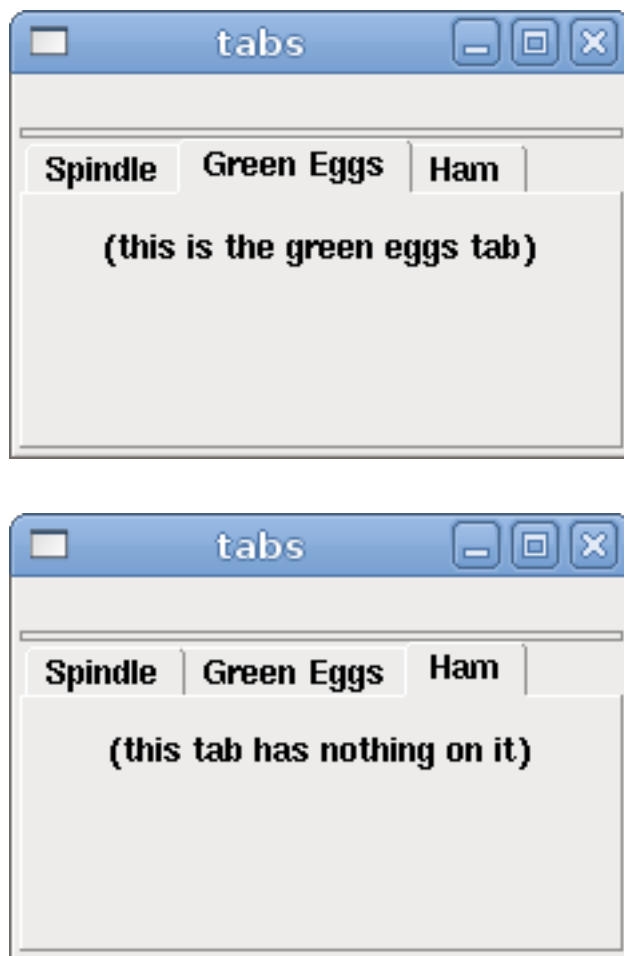 tabs
Spindle Green Eggs Ham
(this is the green eggs tab)
tabs
Spindle Green Eggs Ham
(this tab has nothing on it)